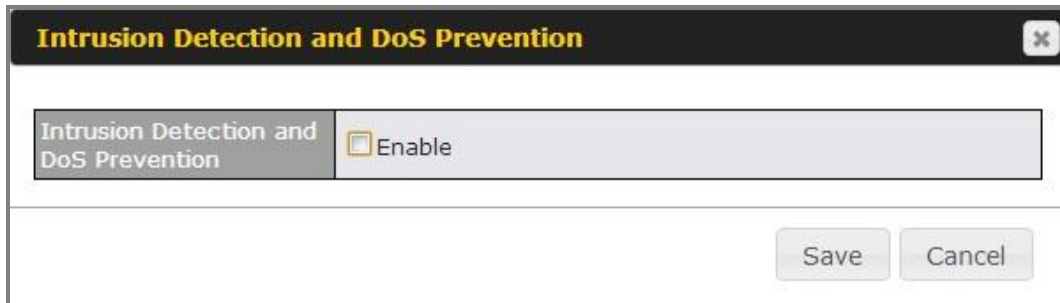 Intrusion Detection and DoS Prevention
Intrusion Detection and
DoS Prevention
Enable
Save
Cancel